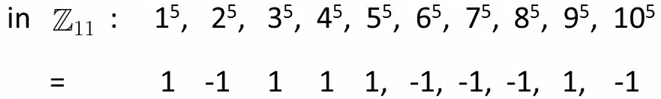 in ℤ₁₁ : 1⁵, 2⁵, 3⁵, 4⁵, 5⁵, 6⁵, 7⁵, 8⁵, 9⁵, 10⁵
= 1 -1 1 1 1, -1, -1, -1, 1, -1